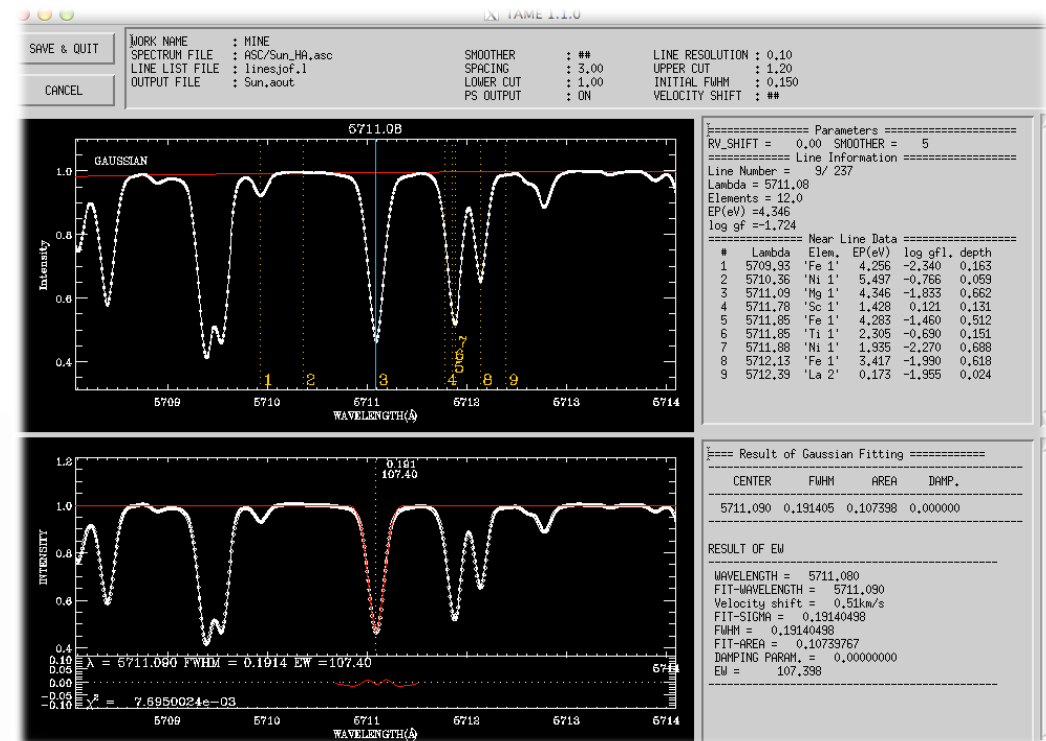 TAME 1.1.0
SAVE & QUIT
CANCEL
WORK NAME : MINE
SPECTRUM FILE : ASC/Sun_HA.asc
LINE LIST FILE : linesjof.l
OUTPUT FILE : Sun.aout
SMOOTHER : ##
SPACING : 3.00
LOWER CUT : 1.00
PS OUTPUT : ON
LINE RESOLUTION : 0.10
UPPER CUT : 1.20
INITIAL FWHM : 0.150
VELOCITY SHIFT : ##
5711.08
GAUSSIAN
1.0
0.8
0.6
0.4
Intensity
1 2 3 4 5 6 7 8 9
5709 5710 5711 5712 5713 5714
WAVELENGTH(Å)
================ Parameters =====================
RV_SHIFT = 0.00 SMOOTHER = 5
============= Line Information ==================
Line Number = 9/ 237
Lambda = 5711.08
Elements = 12.0
EP(eV) =4.346
log gf =-1.724
=============== Near Line Data ==================
# Lambda Elem. EP(eV) log gfl. depth
1 5709.93 'Fe 1' 4.256 -2.340 0.163
2 5710.36 'Ni 1' 5.497 -0.766 0.059
3 5711.09 'Mg 1' 4.346 -1.833 0.662
4 5711.78 'Sc 1' 1.428 0.121 0.131
5 5711.85 'Fe 1' 4.283 -1.460 0.512
6 5711.85 'Ti 1' 2.305 -0.690 0.151
7 5711.88 'Ni 1' 1.935 -2.270 0.688
8 5712.13 'Fe 1' 3.417 -1.990 0.618
9 5712.39 'La 2' 0.173 -1.955 0.024
0.191
107.40
1.2
1.0
0.8
0.6
0.4
INTENSITY
λ = 5711.090 FWHM = 0.1914 EW =107.40
0.10
0.05
0.00
-0.05
-0.10
χ² = 7.6950024e-03
5714
5709 5710 5711 5712 5713 5714
WAVELENGTH(Å)
==== Result of Gaussian Fitting ============
CENTER FWHM AREA DAMP.
5711.090 0.191405 0.107398 0.000000
RESULT OF EW
WAVELENGTH = 5711.080
FIT-WAVELENGTH = 5711.090
Velocity shift = 0.51km/s
FIT-SIGMA = 0.19140498
FWHM = 0.19140498
FIT-AREA = 0.10739767
DAMPING PARAM. = 0.00000000
EW = 107.398